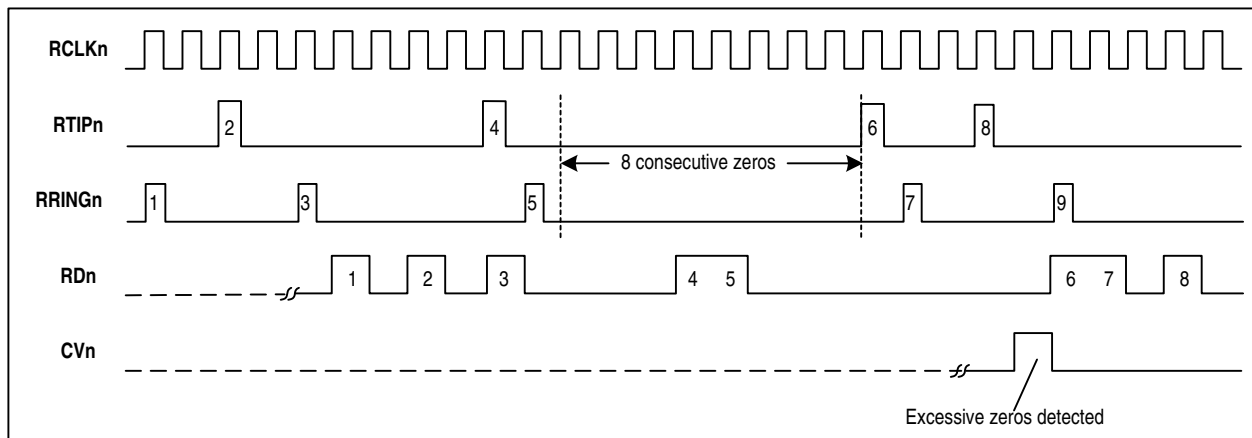 RCLKn
RTIPn
2
4
6
8
8 consecutive zeros
RRINGn
1
3
5
7
9
RDn
1
2
3
4
5
6
7
8
CVn
Excessive zeros detected